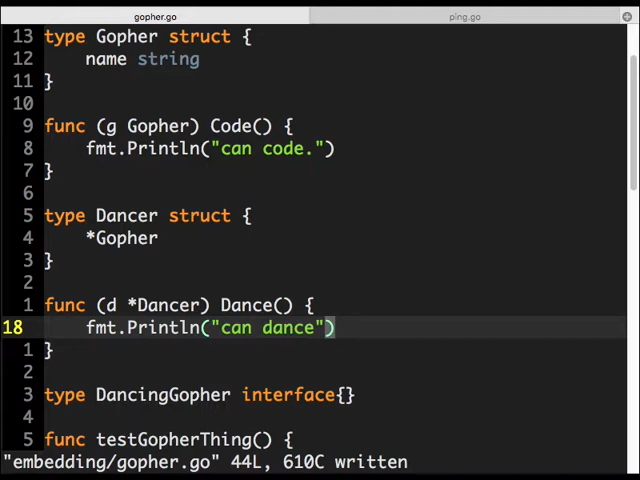 gopher.go ping.go
13 type Gopher struct {
12 name string
11 }
10
9 func (g Gopher) Code() {
8 fmt.Println("can code.")
7 }
6
5 type Dancer struct {
4 *Gopher
3 }
2
1 func (d *Dancer) Dance() {
18 fmt.Println("can dance")
1 }
2
3 type DancingGopher interface{}
4
5 func testGopherThing() {
"embedding/gopher.go" 44L, 610C written